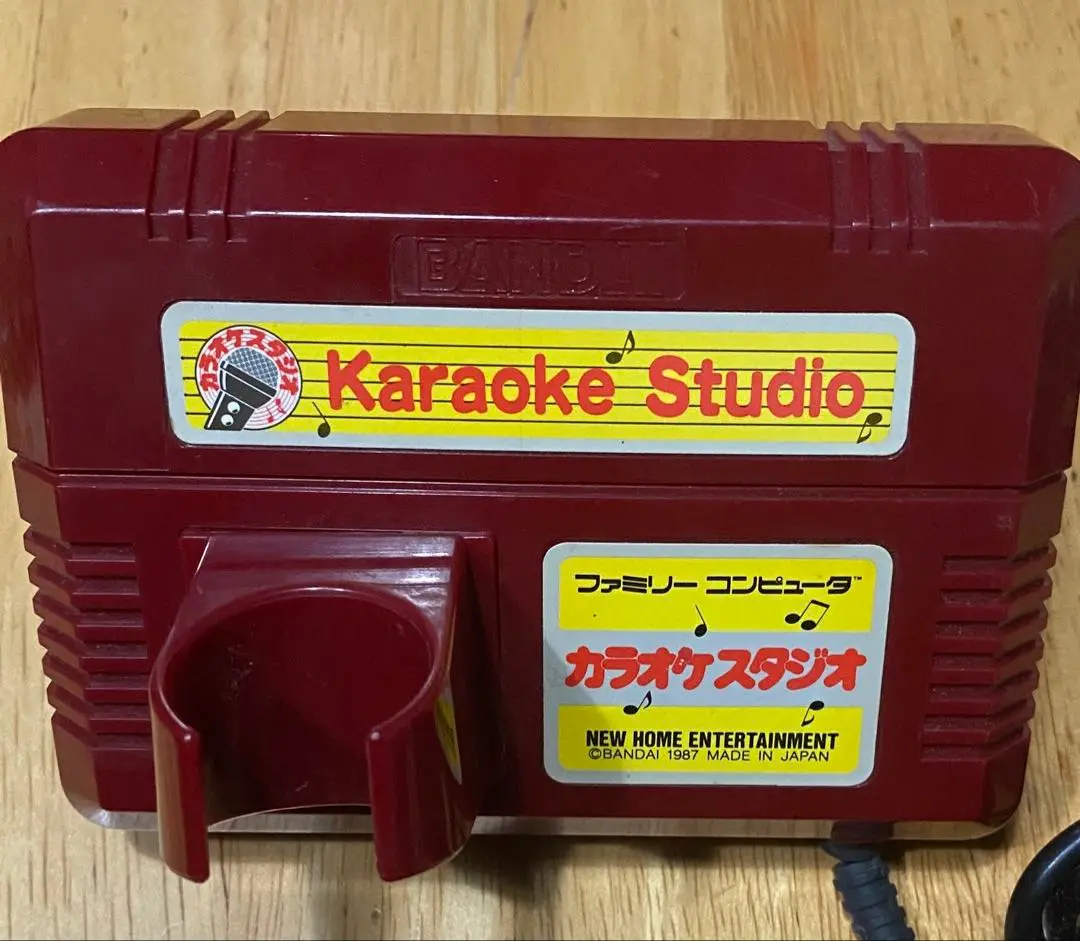 BANDAI
カラオケスタジオ
Karaoke Studio
ファミリー コンピュータ™
カラオケ スタジオ
NEW HOME ENTERTAINMENT
©BANDAI 1987 MADE IN JAPAN